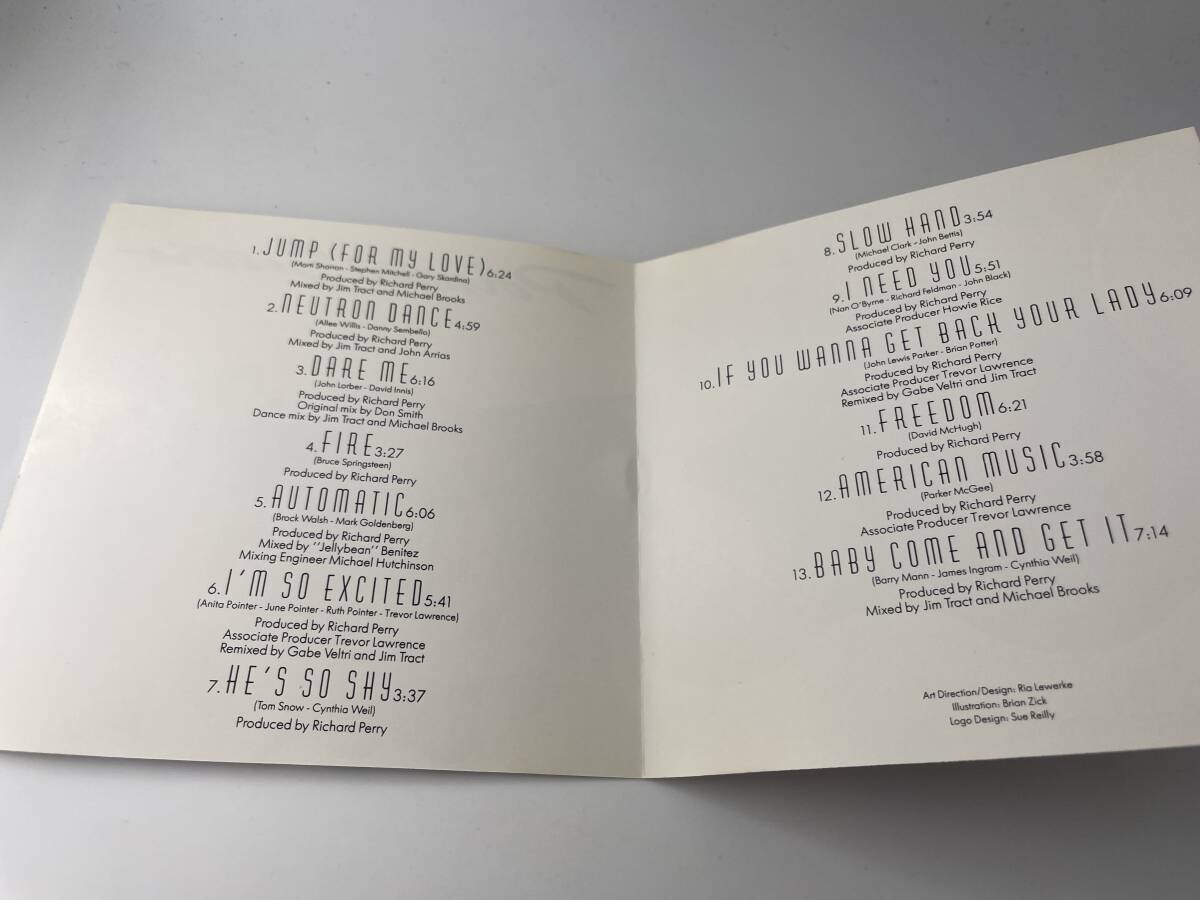 1. JUMP (FOR MY LOVE) 6:24
(Marti Sharron - Stephen Mitchell - Gary Skardina)
Produced by Richard Perry
Mixed by Jim Tract and Michael Brooks
2. NEUTRON DANCE 4:59
(Allee Willis - Danny Sembello)
Produced by Richard Perry
Mixed by Jim Tract and John Arrias
3. DARE ME 6:16
(John Lorber - David Innis)
Produced by Richard Perry
Original mix by Don Smith
Dance mix by Jim Tract and Michael Brooks
4. FIRE 3:27
(Bruce Springsteen)
Produced by Richard Perry
5. AUTOMATIC 6:06
(Brock Walsh - Mark Goldenberg)
Produced by Richard Perry
Mixed by "Jellybean" Benitez
Mixing Engineer Michael Hutchinson
6. I'M SO EXCITED 5:41
(Anita Pointer - June Pointer - Ruth Pointer - Trevor Lawrence)
Produced by Richard Perry
Associate Producer Trevor Lawrence
Remixed by Gabe Veltri and Jim Tract
7. HE'S SO SHY 3:37
(Tom Snow - Cynthia Weil)
Produced by Richard Perry
8. SLOW HAND 3:54
(Michael Clark - John Bettis)
Produced by Richard Perry
9. I NEED YOU 5:51
(Nan O'Byrne - Richard Feldman - John Black)
Produced by Richard Perry
Associate Producer Howie Rice
10. IF YOU WANNA GET BACK YOUR LADY 6:09
(John Lewis Parker - Brian Potter)
Produced by Richard Perry
Associate Producer Trevor Lawrence
Remixed by Gabe Veltri and Jim Tract
11. FREEDOM 6:21
(David McHugh)
Produced by Richard Perry
12. AMERICAN MUSIC 3:58
(Parker McGee)
Produced by Richard Perry
Associate Producer Trevor Lawrence
13. BABY COME AND GET IT 7:14
(Barry Mann - James Ingram - Cynthia Weil)
Produced by Richard Perry
Mixed by Jim Tract and Michael Brooks
Art Direction/Design: Ria Lewerke
Illustration: Brian Zick
Logo Design: Sue Reilly